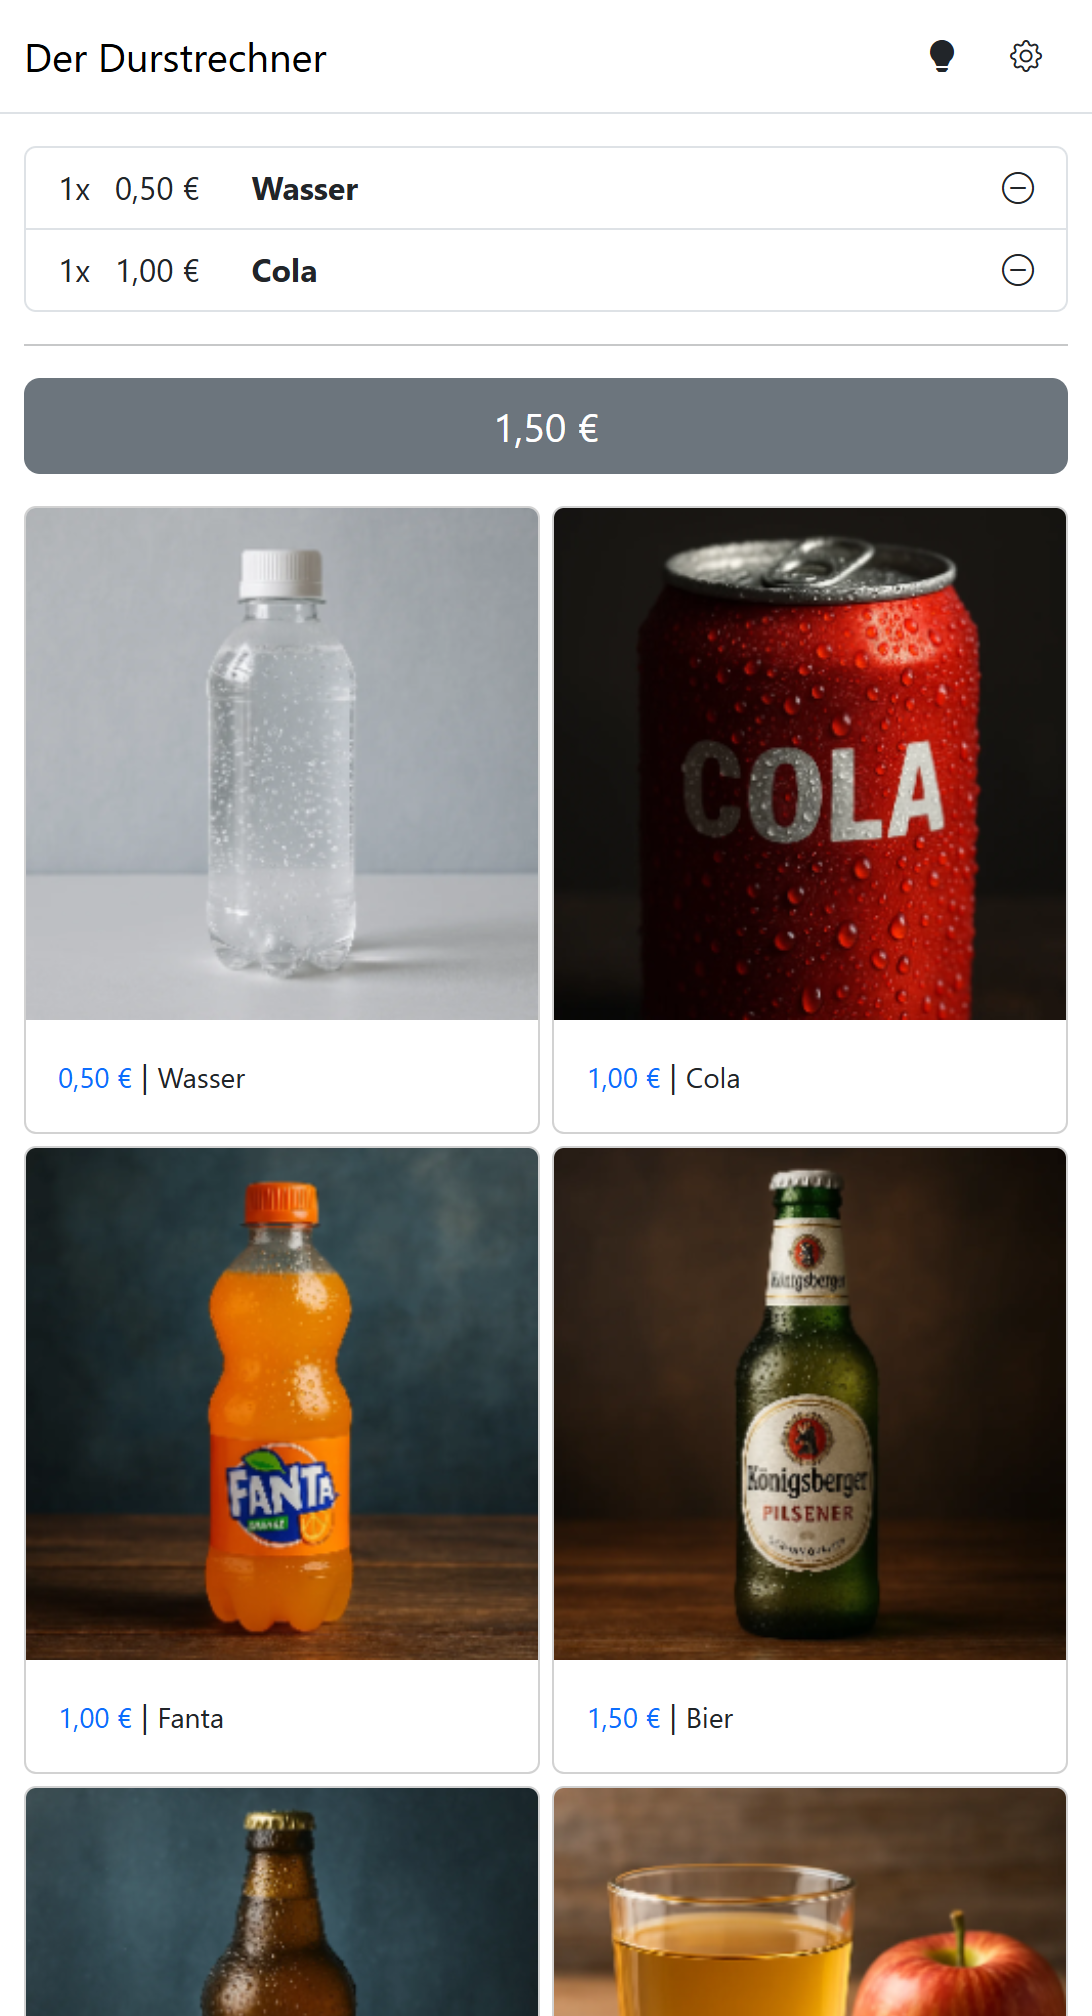 Der Durstrechner
1x 0,50 € Wasser
1x 1,00 € Cola
1,50 €
COLA
0,50 € | Wasser
1,00 € | Cola
FANTA
ORANGE
Königsberger
Königsberger
PILSENER
1,00 € | Fanta
1,50 € | Bier